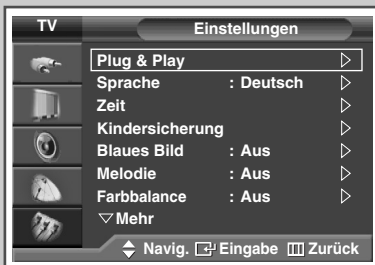 TV Einstellungen
Plug & Play
Sprache : Deutsch
Zeit
Kindersicherung
Blaues Bild : Aus
Melodie : Aus
Farbbalance : Aus
Mehr
Navig. Eingabe Zurück